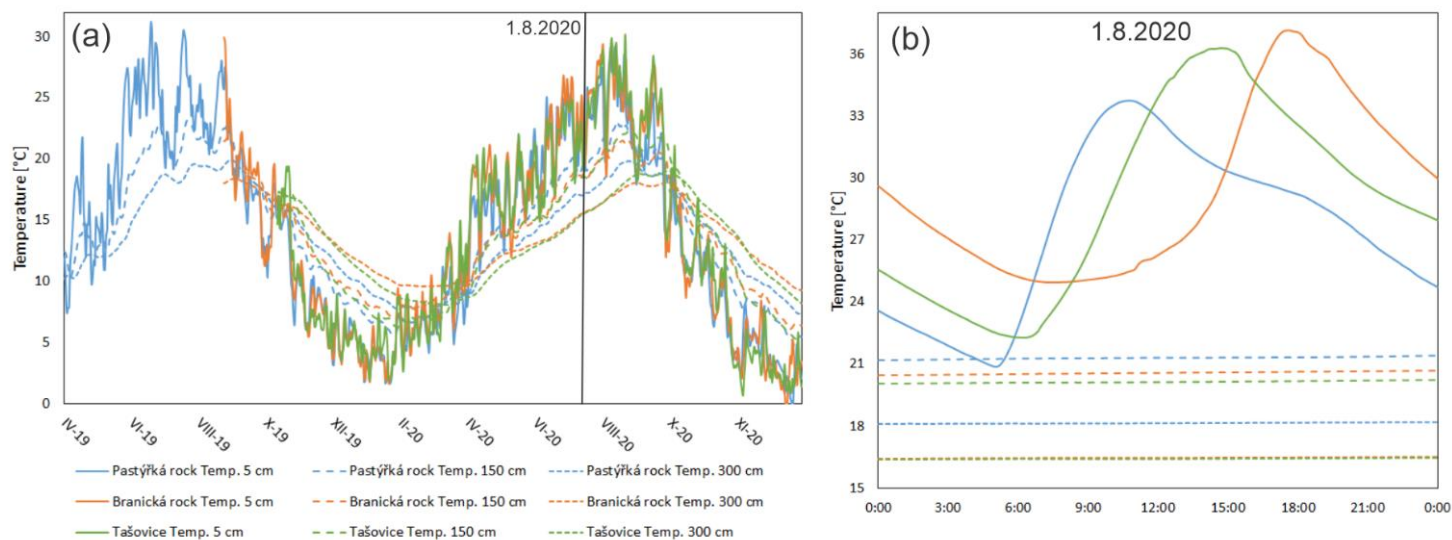 (a)
1.8.2020
Temperature [°C]
30
25
20
15
10
5
0
IV-19
VI-19
VIII-19
X-19
XII-19
II-20
IV-20
VI-20
VIII-20
X-20
XI-20
(b)
1.8.2020
Temperature [°C]
36
33
30
27
24
21
18
15
0:00 3:00 6:00 9:00 12:00 15:00 18:00 21:00 0:00
Pastýřká rock Temp. 5 cm Pastýřká rock Temp. 150 cm Pastýřká rock Temp. 300 cm
Branická rock Temp. 5 cm Branická rock Temp. 150 cm Branická rock Temp. 300 cm
Tašovice Temp. 5 cm Tašovice Temp. 150 cm Tašovice Temp. 300 cm